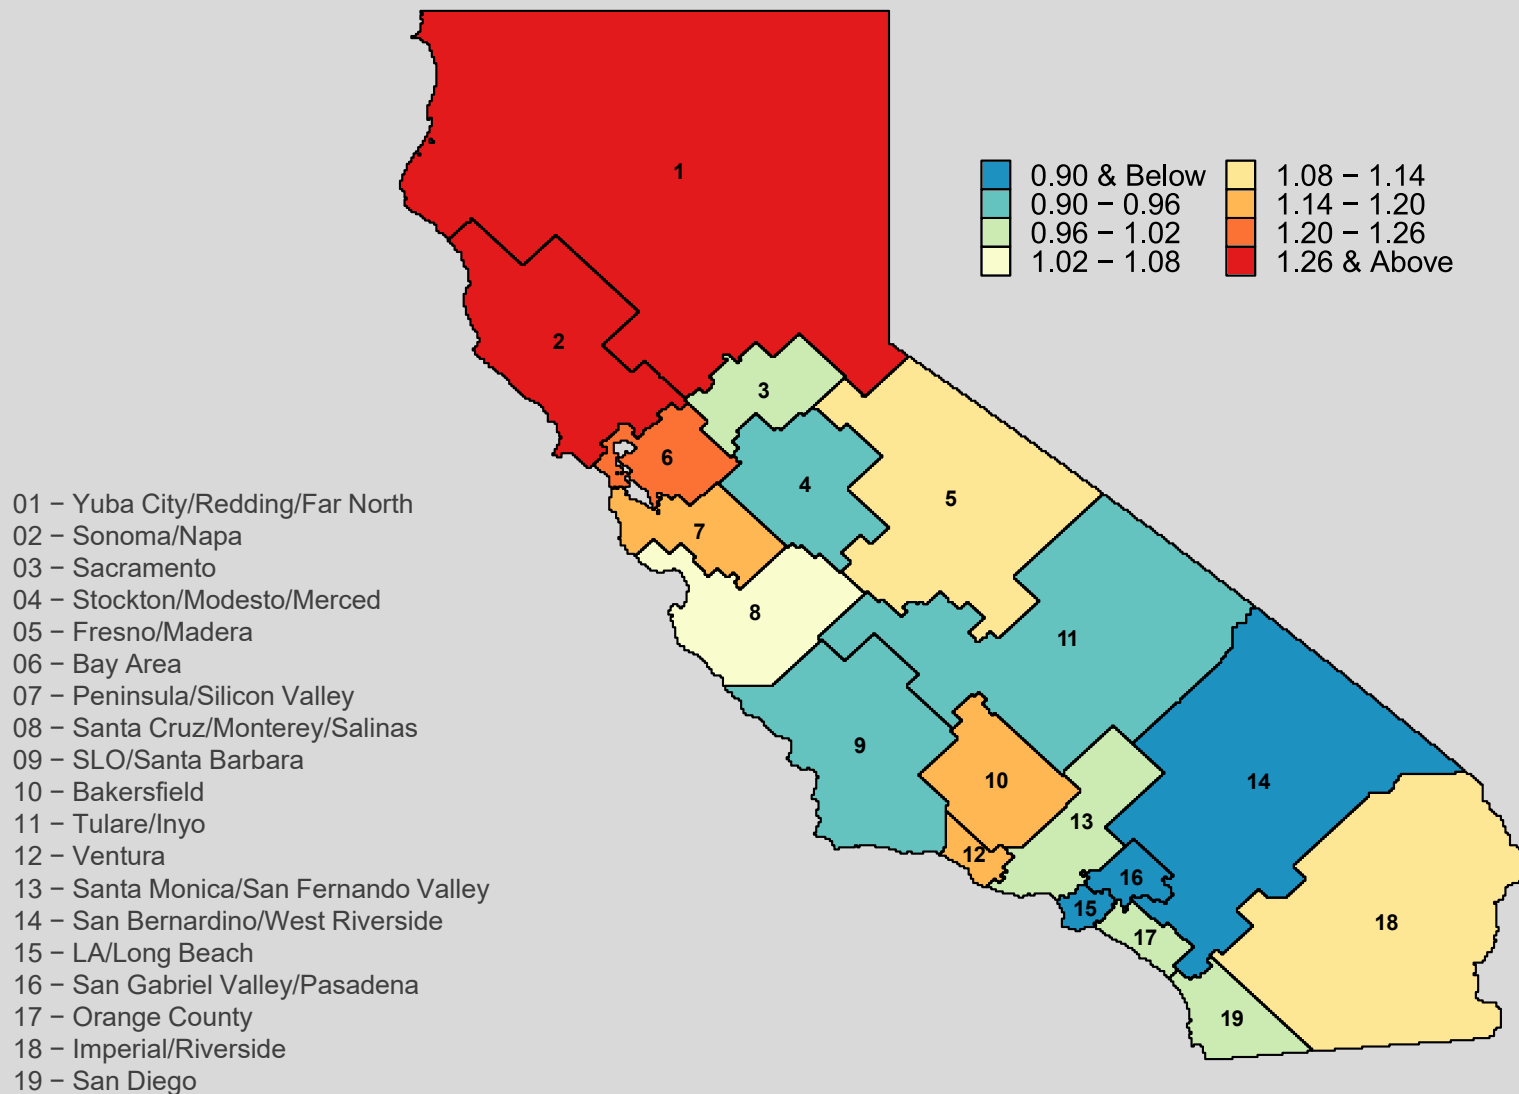 1
0.90 & Below
1.08 − 1.14
0.90 − 0.96
1.14 − 1.20
0.96 − 1.02
1.20 − 1.26
1.02 − 1.08
1.26 & Above
2
3
6
4
5
7
8
11
9
10
14
12
13
16
15
17
18
19
01 − Yuba City/Redding/Far North
02 − Sonoma/Napa
03 − Sacramento
04 − Stockton/Modesto/Merced
05 − Fresno/Madera
06 − Bay Area
07 − Peninsula/Silicon Valley
08 − Santa Cruz/Monterey/Salinas
09 − SLO/Santa Barbara
10 − Bakersfield
11 − Tulare/Inyo
12 − Ventura
13 − Santa Monica/San Fernando Valley
14 − San Bernardino/West Riverside
15 − LA/Long Beach
16 − San Gabriel Valley/Pasadena
17 − Orange County
18 − Imperial/Riverside
19 − San Diego